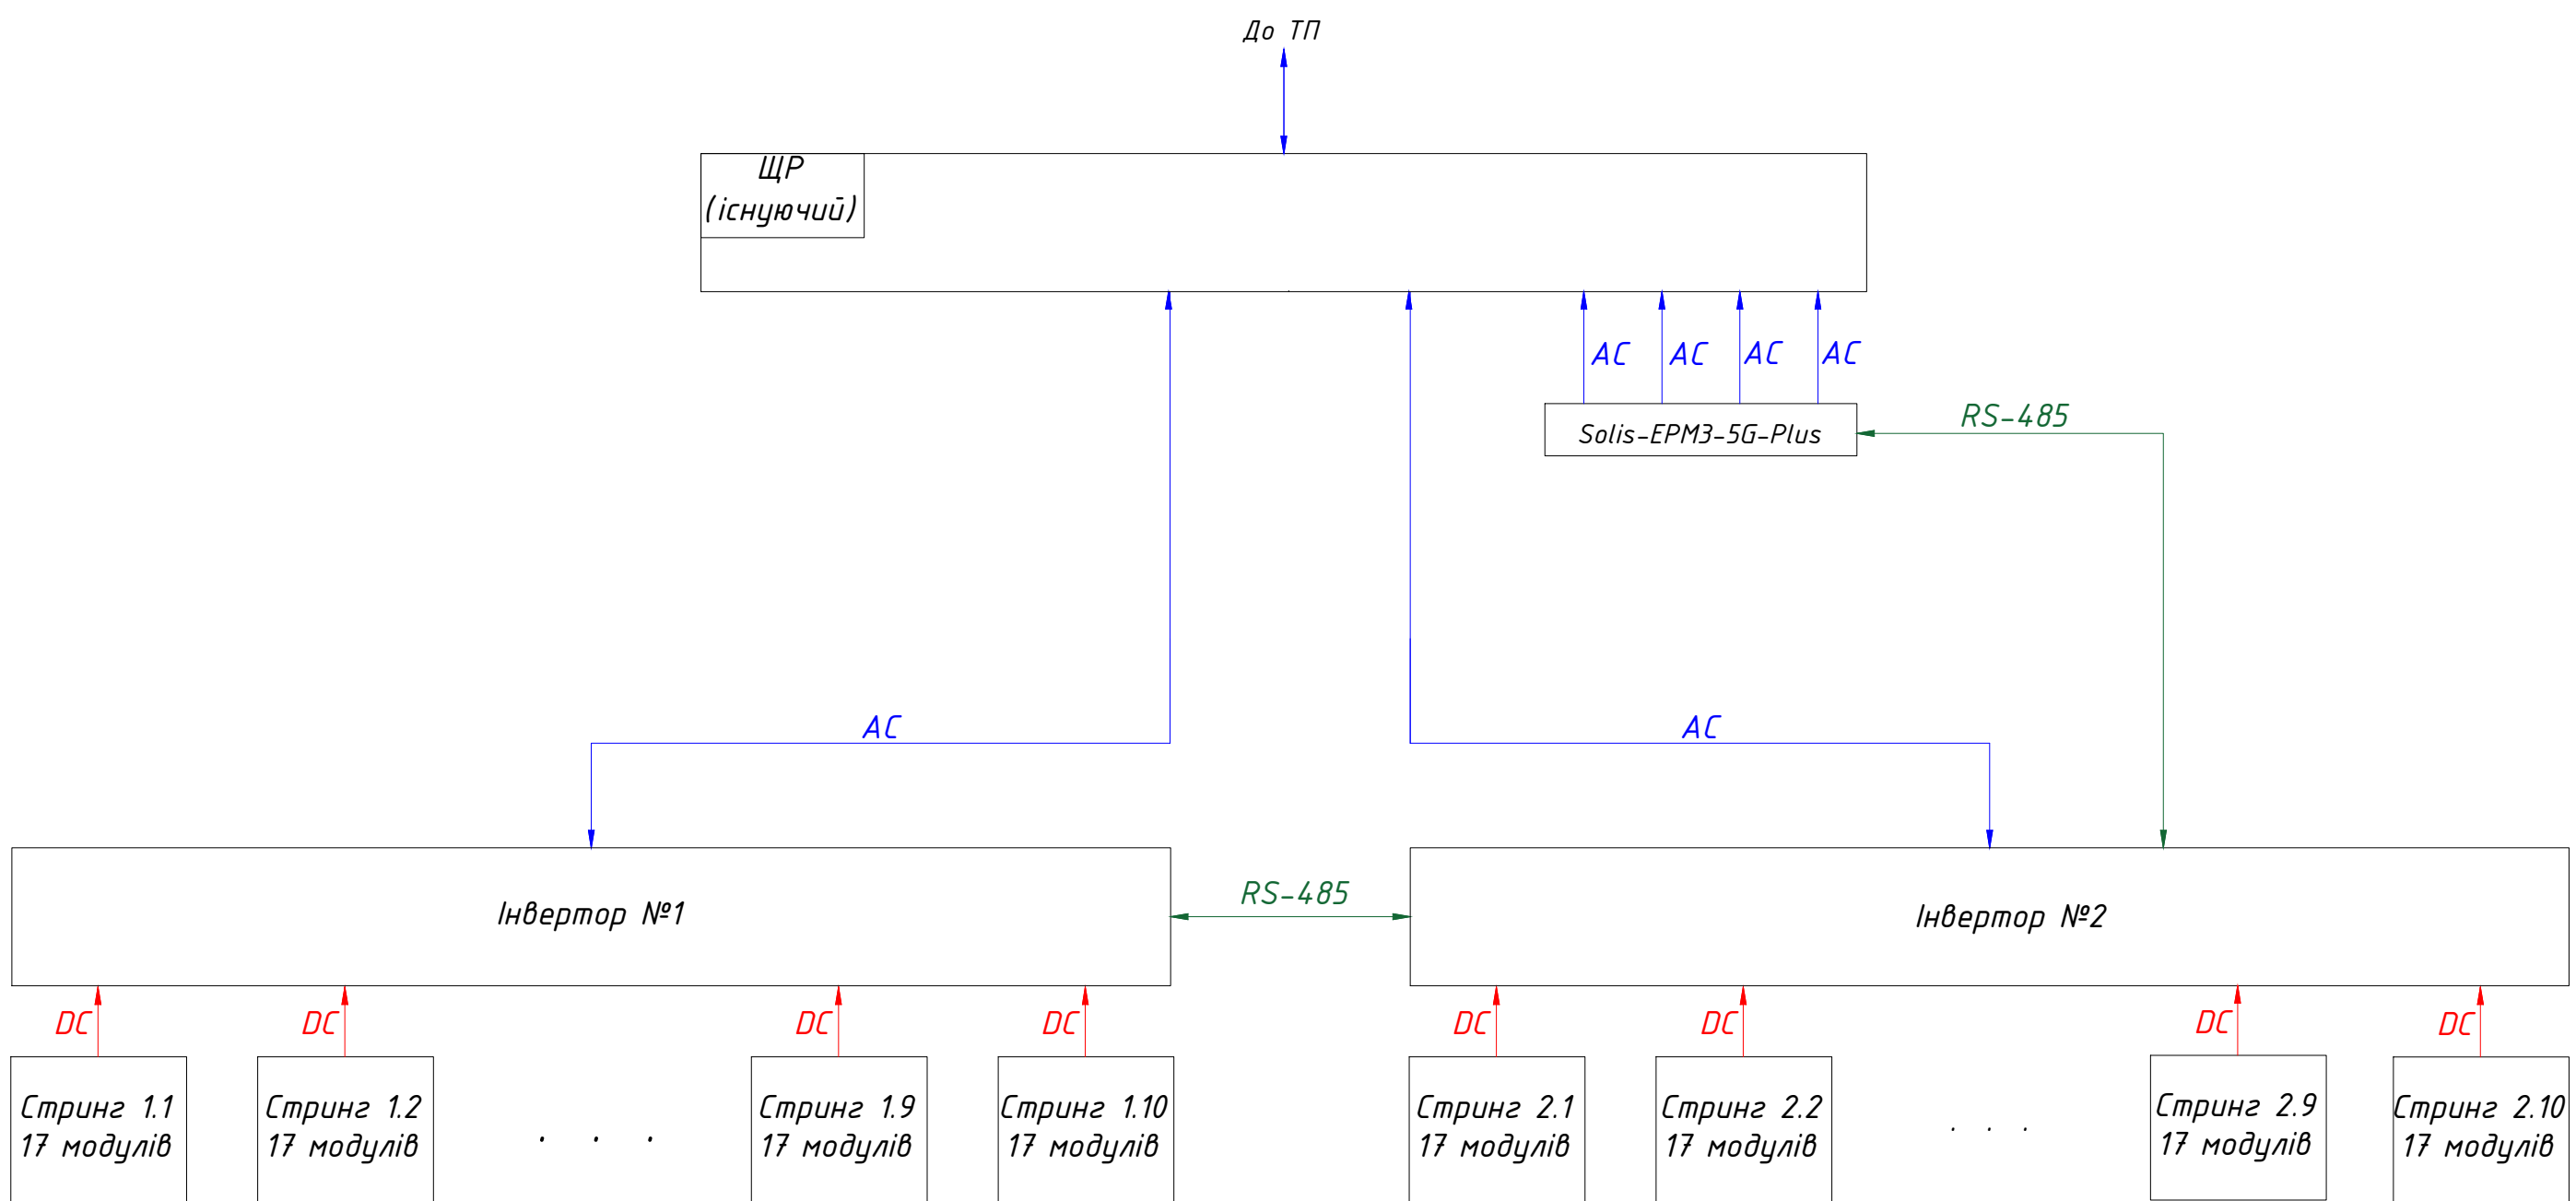 До ТП
ЩР
(існуючий)
AC AC AC AC
Solis-EPM3-5G-Plus
RS-485
AC
AC
Інвертор №1
RS-485
Інвертор №2
DC DC DC DC DC DC DC DC
Стринг 1.1
17 модулів
Стринг 1.2
17 модулів
. . .
Стринг 1.9
17 модулів
Стринг 1.10
17 модулів
Стринг 2.1
17 модулів
Стринг 2.2
17 модулів
. . .
Стринг 2.9
17 модулів
Стринг 2.10
17 модулів